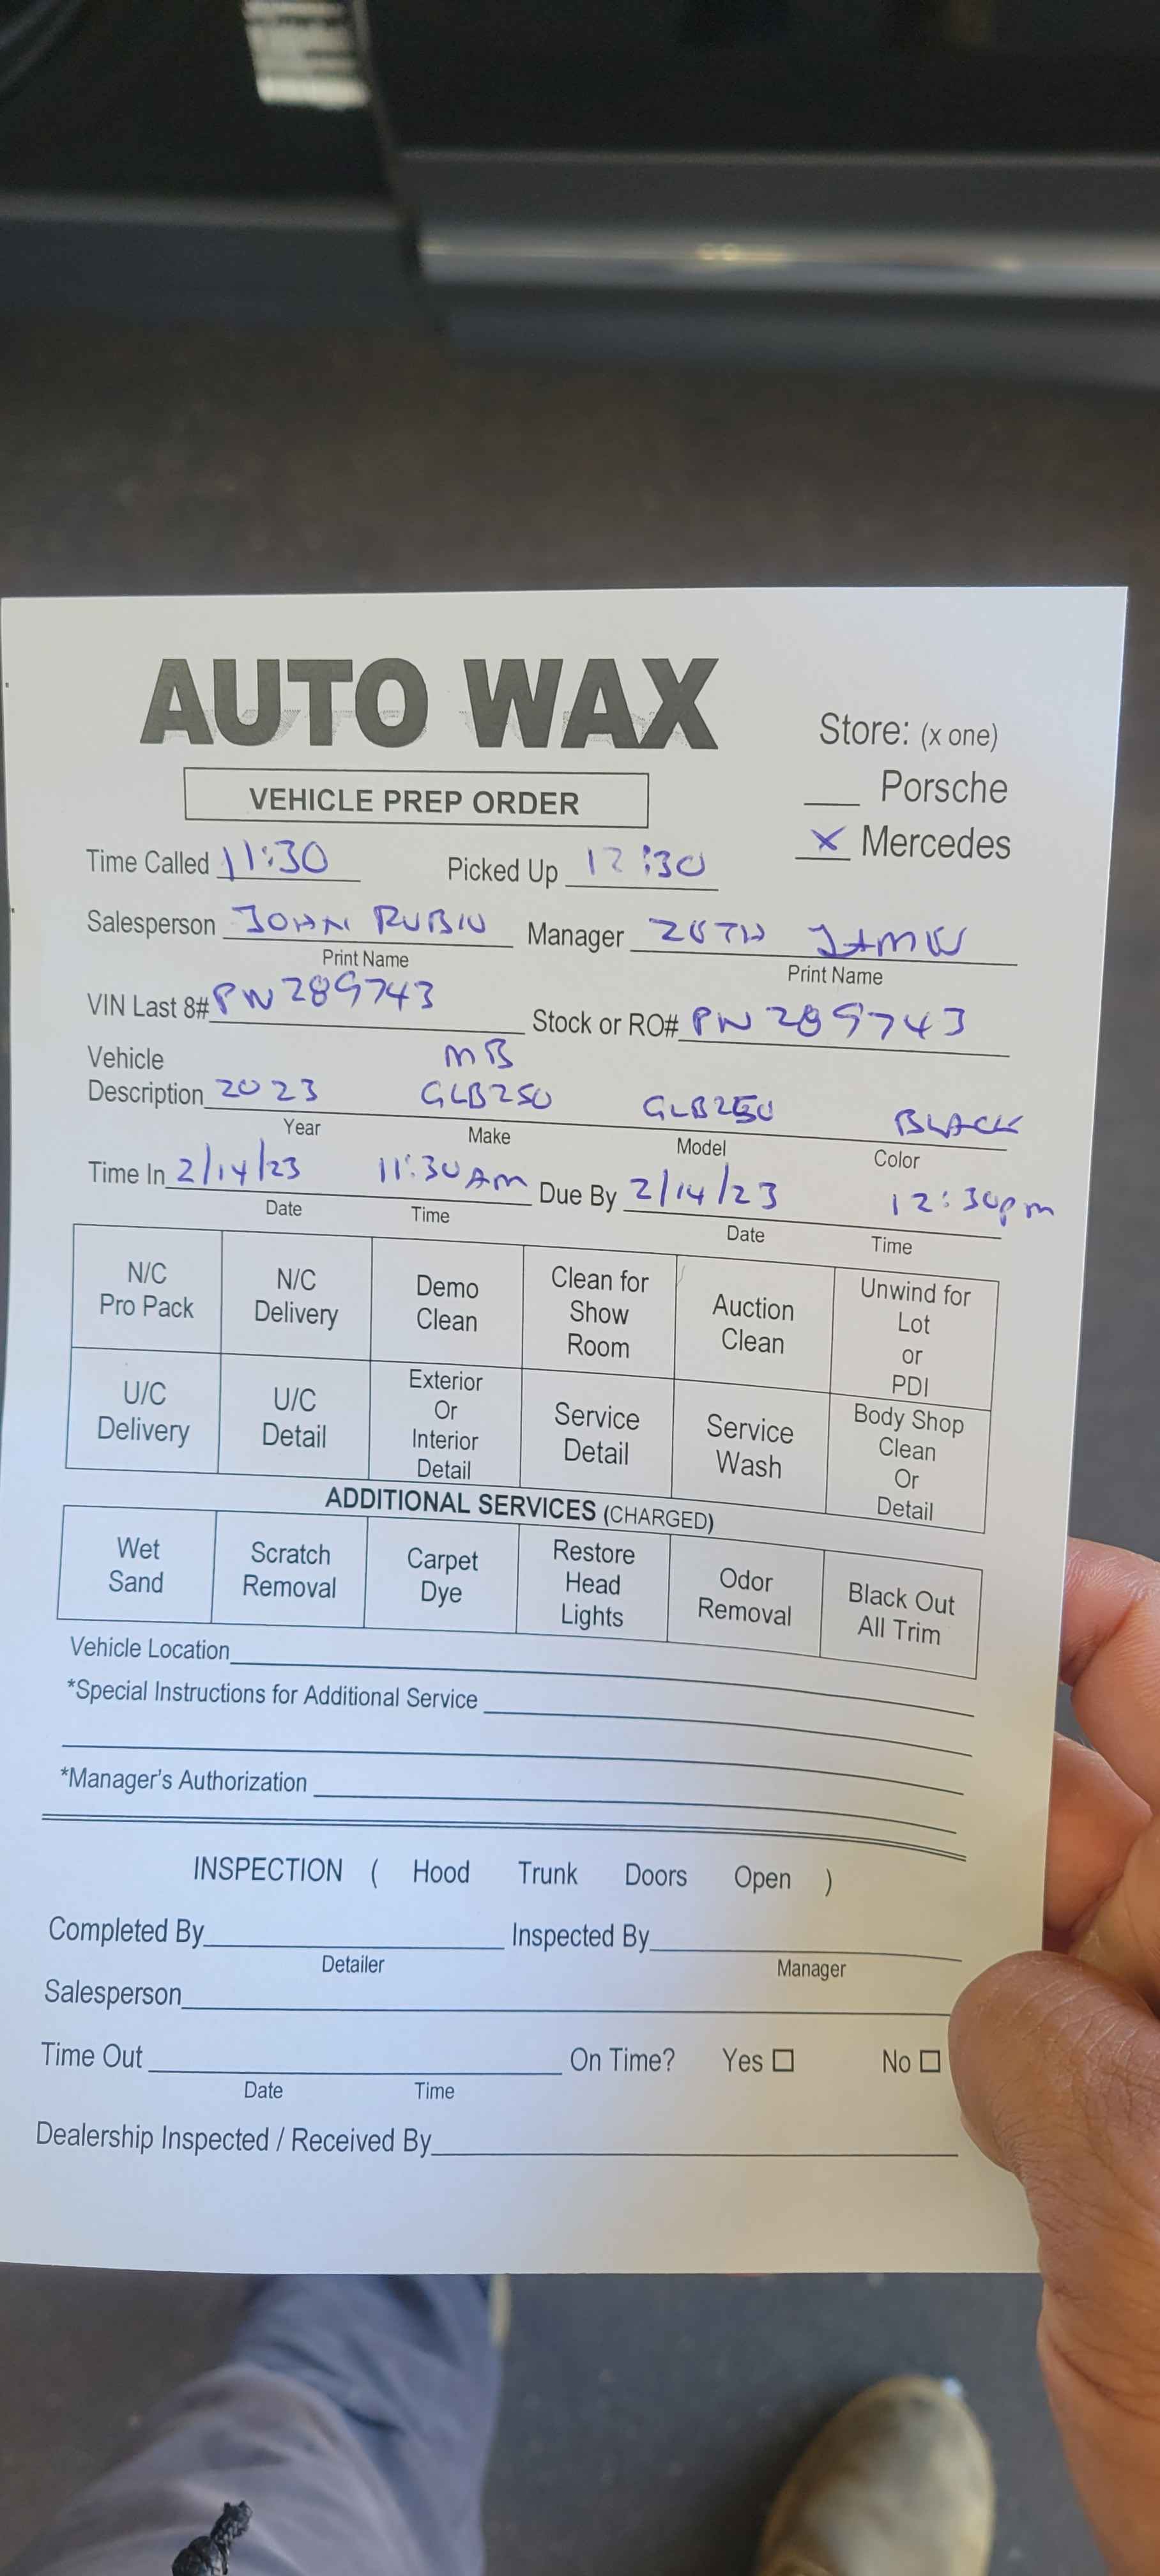 AUTO WAX
Store: (x one)
VEHICLE PREP ORDER
___ Porsche
X Mercedes
Time Called 11:30 Picked Up 12:30
Salesperson JOHN RUBIN Manager
Print Name Print Name
VIN Last 8# PN289743 Stock or RO# PN289743
Vehicle MB
Description 2023 GLB250 GLB250 BLACK
Year Make Model Color
Time In 2/14/23 11:30AM Due By 2/14/23 12:30pm
Date Time Date Time
N/C Pro Pack N/C Delivery Demo Clean Clean for Show Room Auction Clean Unwind for Lot or PDI
U/C Delivery U/C Detail Exterior Or Interior Detail Service Detail Service Wash Body Shop Clean Or Detail
ADDITIONAL SERVICES (CHARGED)
Wet Sand Scratch Removal Carpet Dye Restore Head Lights Odor Removal Black Out All Trim
Vehicle Location
*Special Instructions for Additional Service
*Manager's Authorization
INSPECTION ( Hood Trunk Doors Open )
Completed By Inspected By
Detailer Manager
Salesperson
Time Out On Time? Yes ☐ No ☐
Date Time
Dealership Inspected / Received By